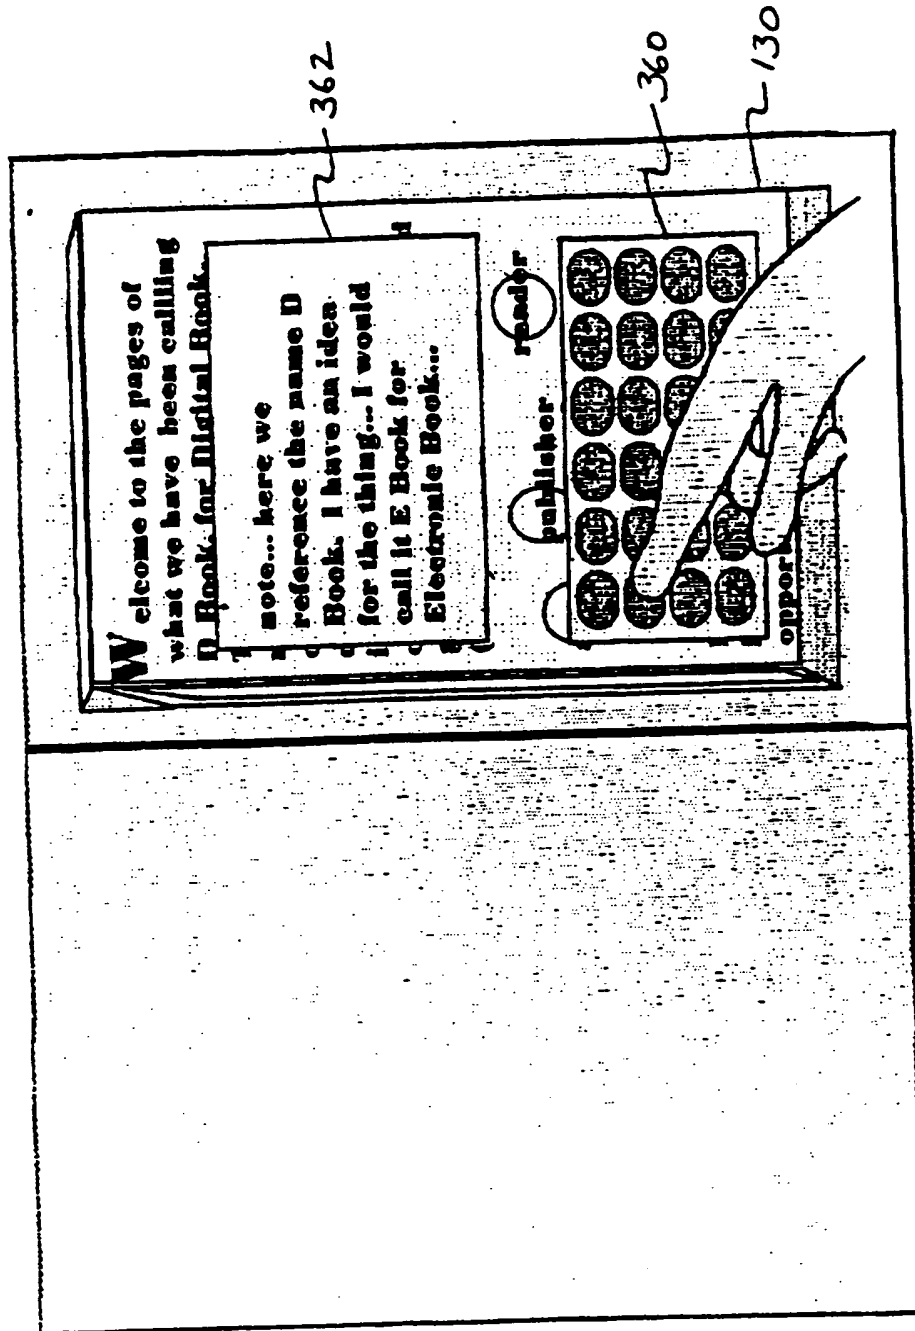 Welcome to the pages of
what we have been callling
D Book, for Digital Book.
note... here we
reference the name D
Book. I have an idea
for the thing... I would
call it E Book for
Electronic Book...
publisher
reader
oppor
362
360
130